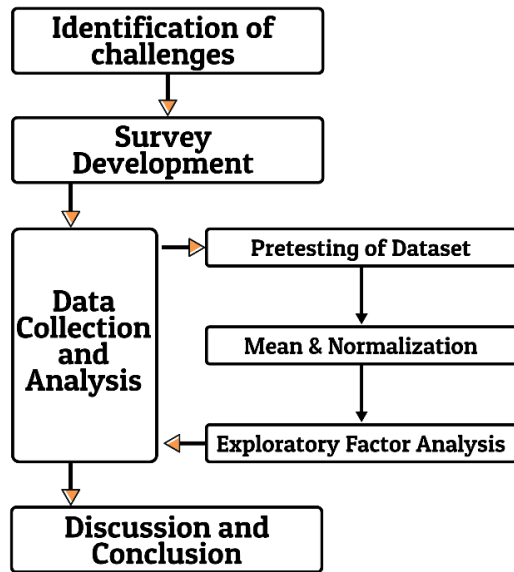 Identification of
challenges
Survey
Development
Data
Collection
and
Analysis
Pretesting of Dataset
Mean & Normalization
Exploratory Factor Analysis
Discussion and
Conclusion